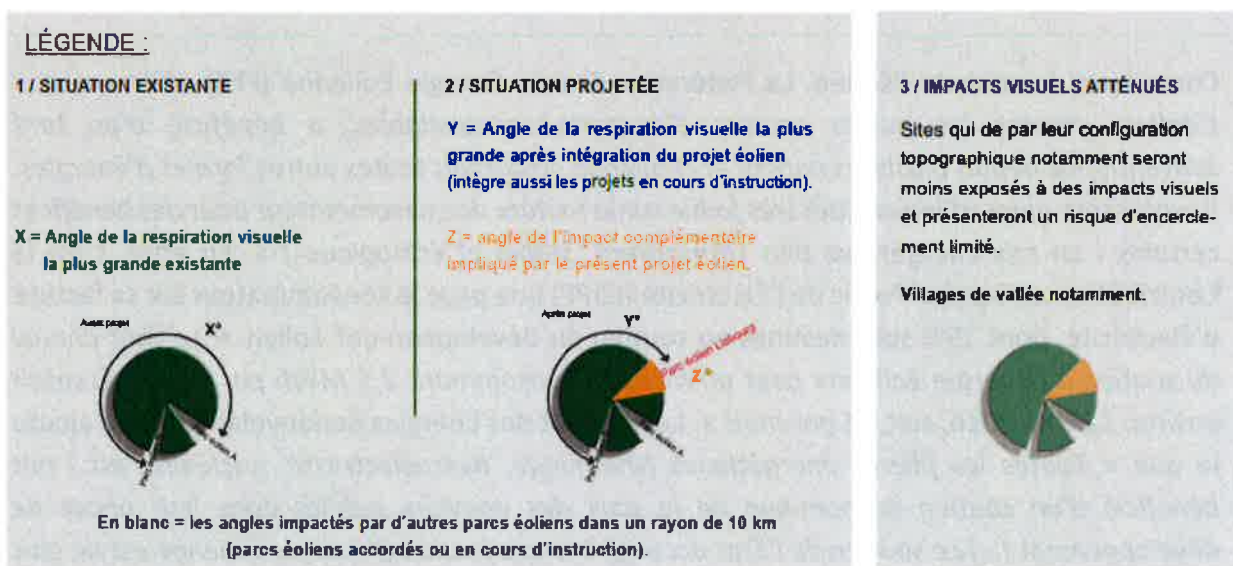 LÉGENDE :
1 / SITUATION EXISTANTE
X = Angle de la respiration visuelle
la plus grande existante
Avant projet
X°
2 / SITUATION PROJETÉE
Y = Angle de la respiration visuelle la plus
grande après intégration du projet éolien
(intègre aussi les projets en cours d'instruction).
Z = angle de l'impact complémentaire
impliqué par le présent projet éolien.
Après projet
Y°
Parc éolien
Z°
En blanc = les angles impactés par d'autres parcs éoliens dans un rayon de 10 km
(parcs éoliens accordés ou en cours d'instruction).
3 / IMPACTS VISUELS ATTÉNUÉS
Sites qui de par leur configuration
topographique notamment seront
moins exposés à des impacts visuels
et présenteront un risque d'encercle-
ment limité.
Villages de vallée notamment.